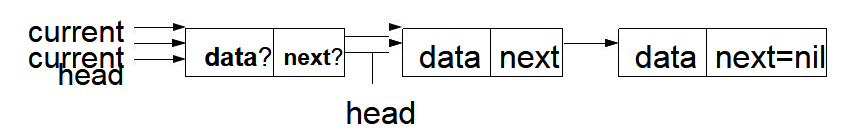 current
current
head
data? next? data next data next=nil
head